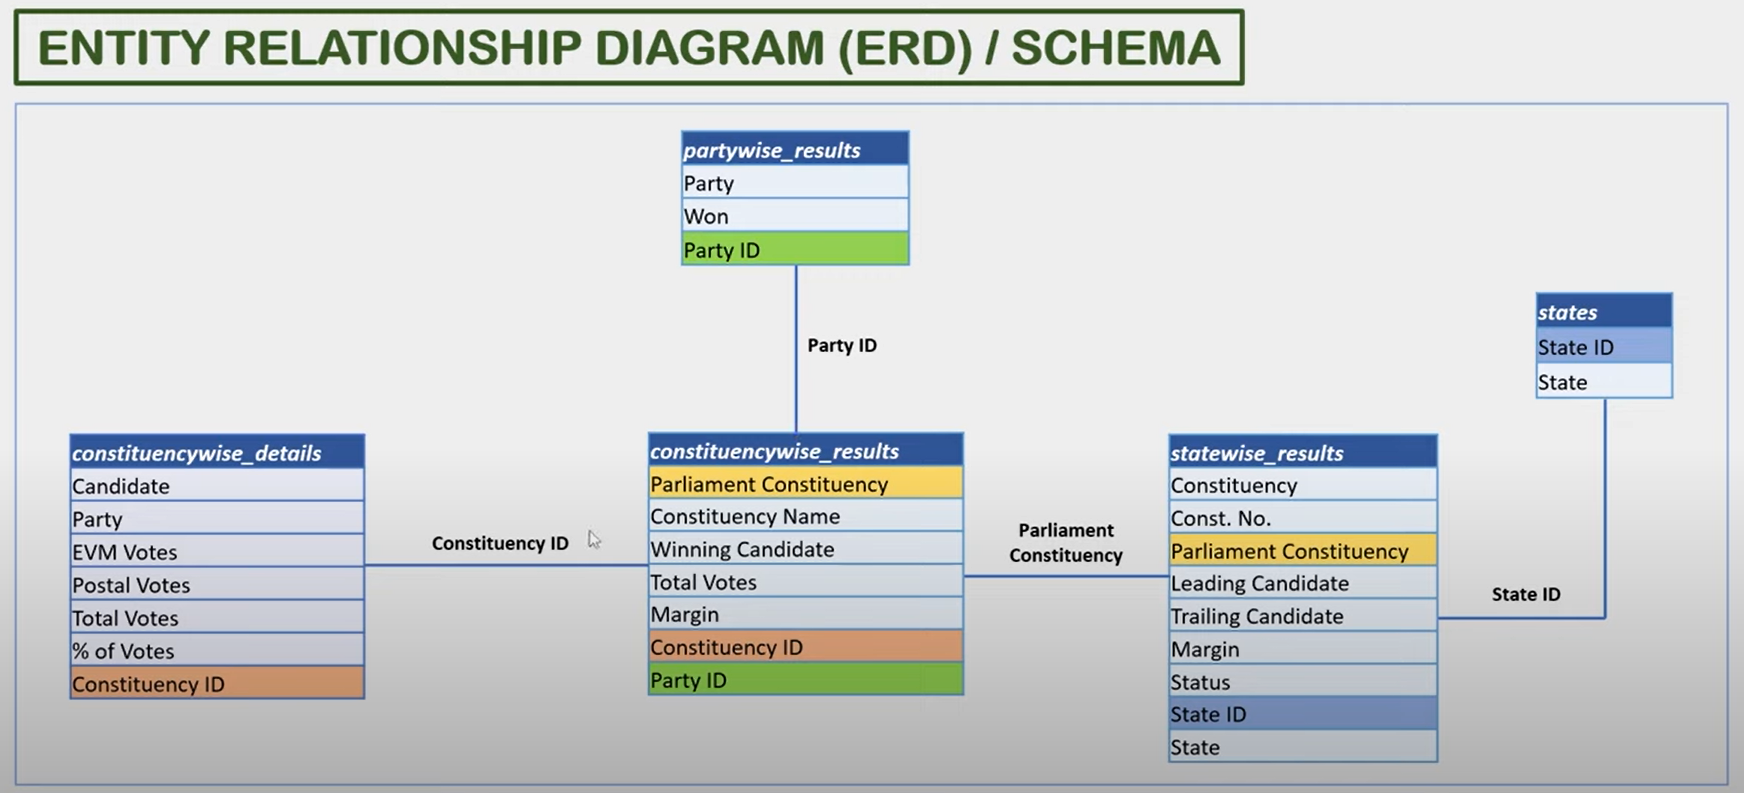 ENTITY RELATIONSHIP DIAGRAM (ERD) / SCHEMA
partywise_results
Party
Won
Party ID
Party ID
states
State ID
State
constituencywise_details
Candidate
Party
EVM Votes
Postal Votes
Total Votes
% of Votes
Constituency ID
Constituency ID
constituencywise_results
Parliament Constituency
Constituency Name
Winning Candidate
Total Votes
Margin
Constituency ID
Party ID
Parliament
Constituency
statewise_results
Constituency
Const. No.
Parliament Constituency
Leading Candidate
Trailing Candidate
Margin
Status
State ID
State
State ID